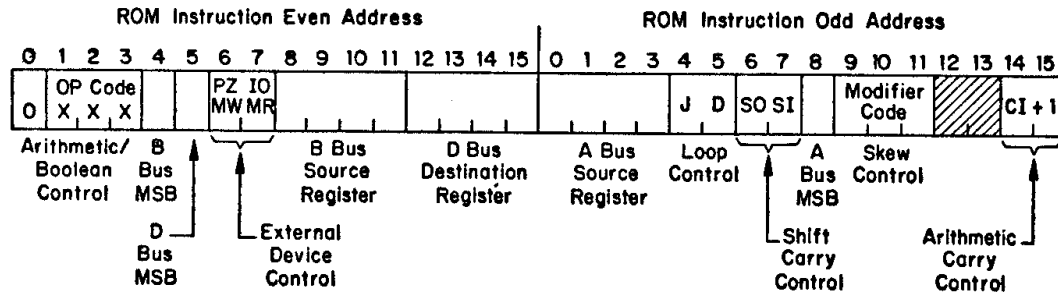 ROM Instruction Even Address
ROM Instruction Odd Address
0 1 2 3 4 5 6 7 8 9 10 11 12 13 14 15 0 1 2 3 4 5 6 7 8 9 10 11 12 13 14 15
OP Code
PZ IO
Modifier
0 X X X
MW MR
J D
SO SI
Code
CI + 1
Arithmetic/
Boolean
Control
B
Bus
MSB
D
Bus
MSB
External
Device
Control
B Bus
Source
Register
D Bus
Destination
Register
A Bus
Source
Register
Loop
Control
Shift
Carry
Control
A
Bus
MSB
Skew
Control
Arithmetic
Carry
Control